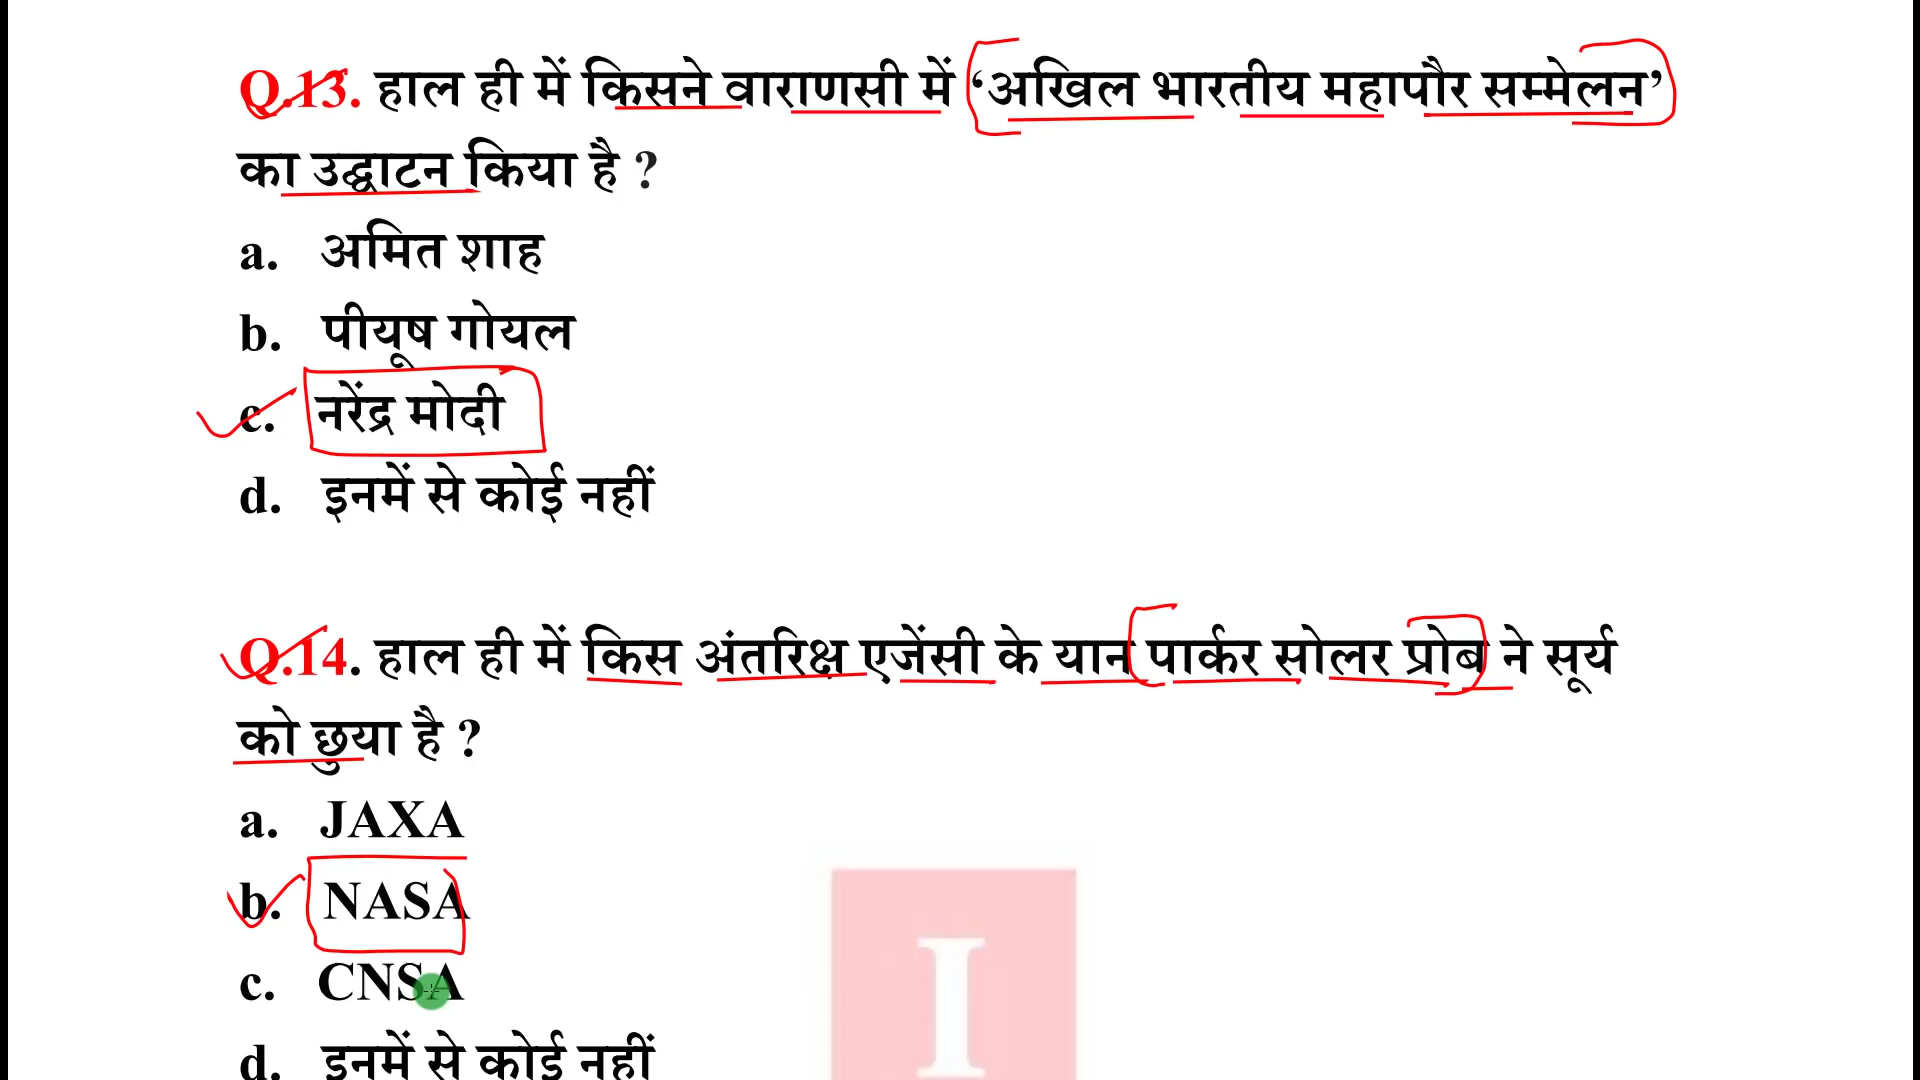 Q.13. हाल ही में किसने वाराणसी में ‘अखिल भारतीय महापौर सम्मेलन’
का उद्घाटन किया है ?
a. अमित शाह
b. पीयूष गोयल
c. नरेंद्र मोदी
d. इनमें से कोई नहीं
Q.14. हाल ही में किस अंतरिक्ष एजेंसी के यान पार्कर सोलर प्रोब ने सूर्य
को छुया है ?
a. JAXA
b. NASA
c. CNSA
d. इनमें से कोई नहीं
I